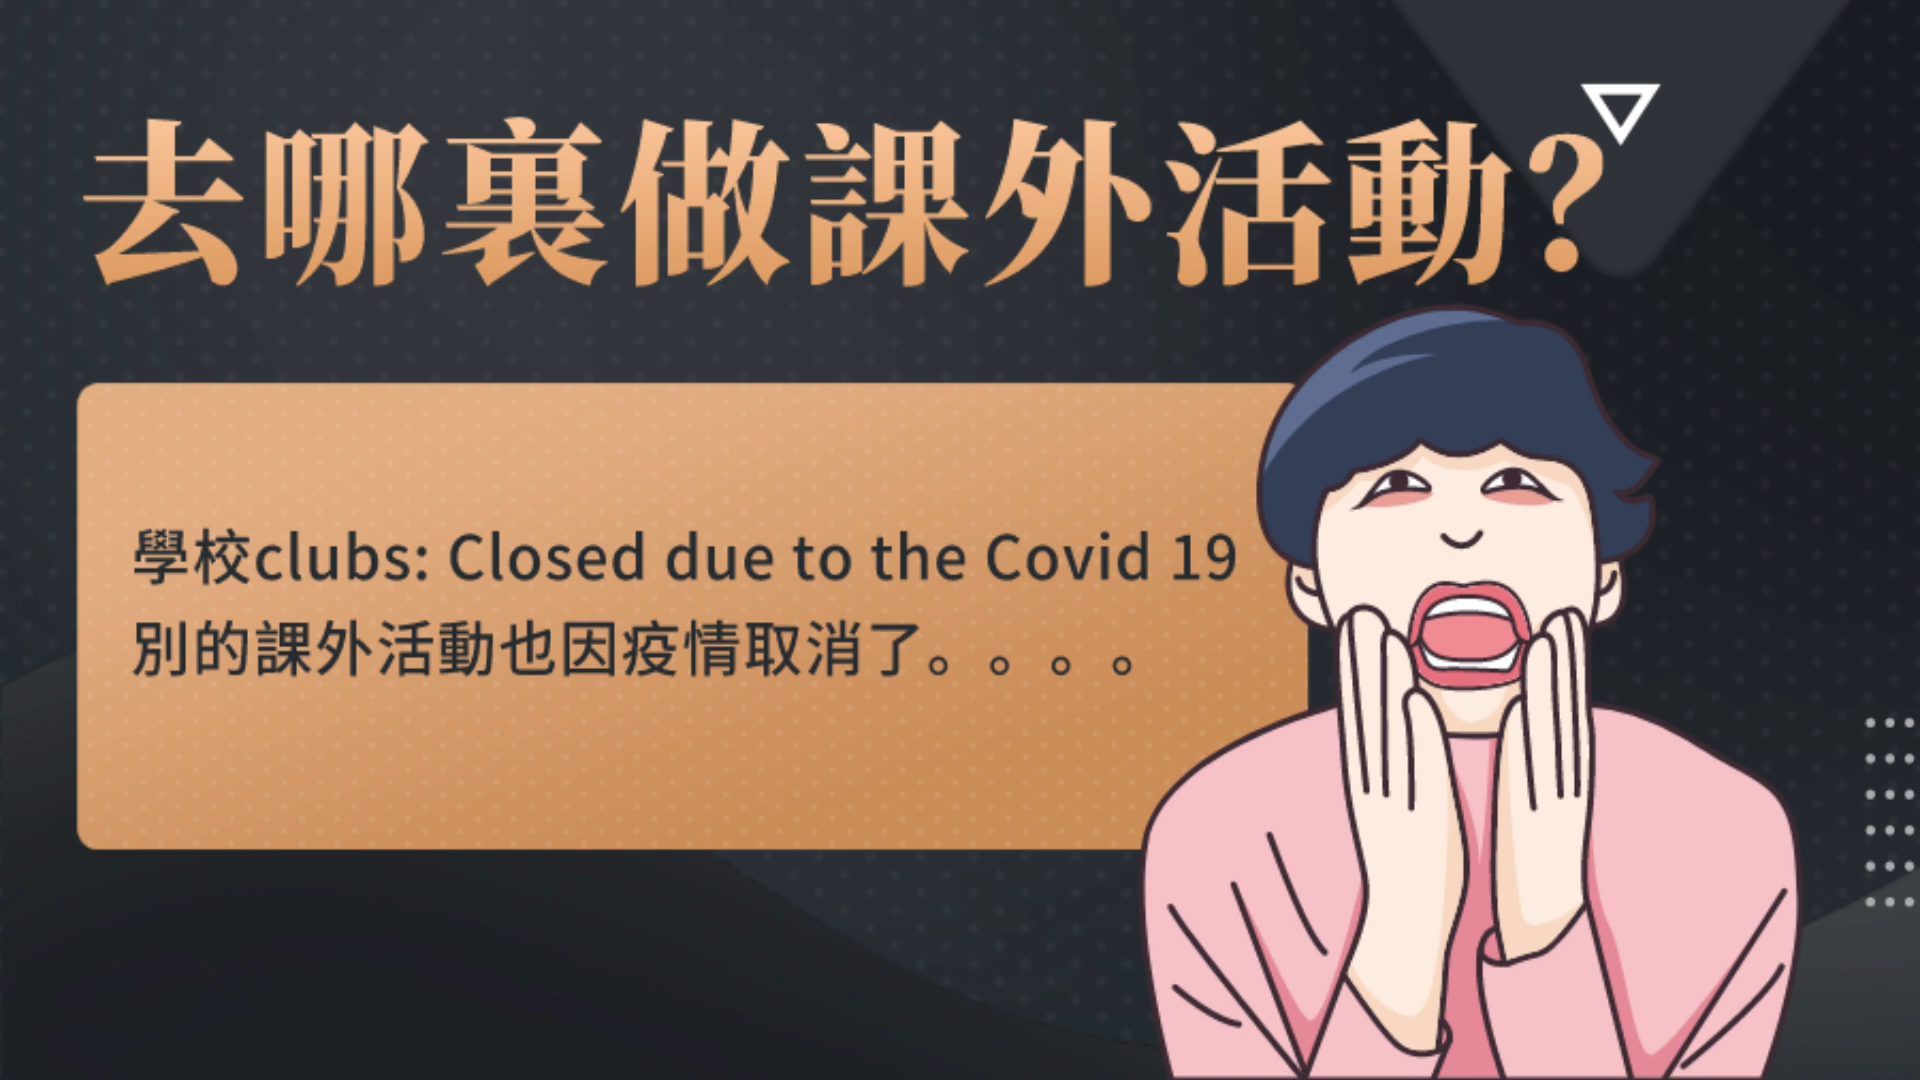 去哪裏做課外活動?
學校clubs: Closed due to the Covid 19
別的課外活動也因疫情取消了。。。。